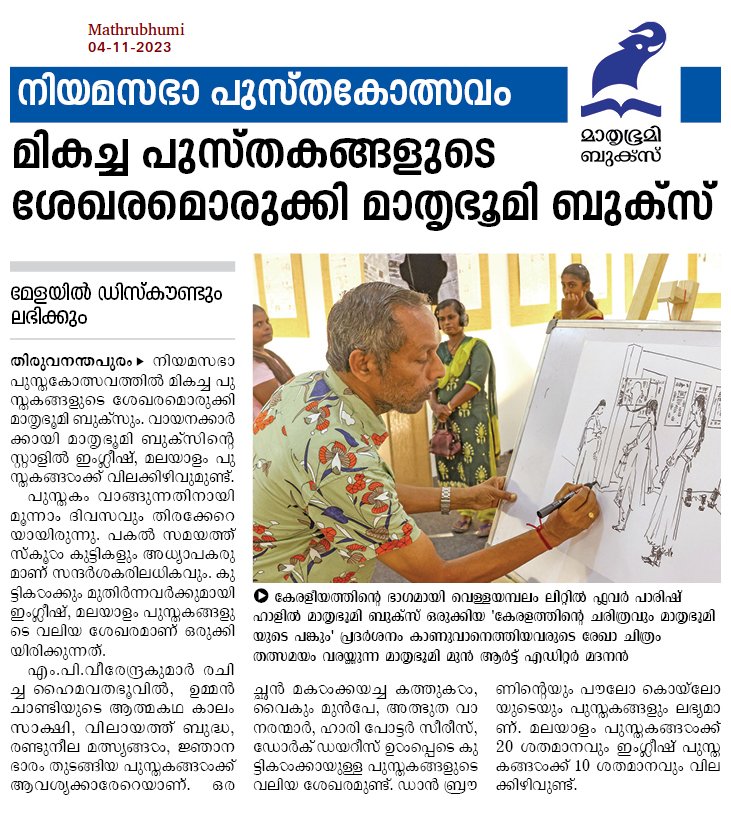 Mathrubhumi
04-11-2023
നിയമസഭാ പുസ്തകോത്സവം
മാതൃഭൂമി
ബുക്സ്
മികച്ച പുസ്തകങ്ങളുടെ
ശേഖരമൊരുക്കി മാതൃഭൂമി ബുക്സ്
മേളയിൽ ഡിസ്കൗണ്ടും
ലഭിക്കും
തിരുവനന്തപുരം ▸ നിയമസഭാ
പുസ്തകോത്സവത്തിൽ മികച്ച പു
സ്തകങ്ങളുടെ ശേഖരമൊരുക്കി
മാതൃഭൂമി ബുക്സും. വായനക്കാർ
ക്കായി മാതൃഭൂമി ബുക്സിന്റെ
സ്റ്റാളിൽ ഇംഗ്ലീഷ്, മലയാളം പു
സ്തകങ്ങൾക്ക് വിലക്കിഴിവുമുണ്ട്.
പുസ്തകം വാങ്ങുന്നതിനായി
മൂന്നാം ദിവസവും തിരക്കേറെ
യായിരുന്നു. പകൽ സമയത്ത്
സ്കൂൾ കുട്ടികളും അധ്യാപകരു
മാണ് സന്ദർശകരിലധികവും. കു
ട്ടികൾക്കും മുതിർന്നവർക്കുമായി
ഇംഗ്ലീഷ്, മലയാളം പുസ്തകങ്ങളു
ടെ വലിയ ശേഖരമാണ് ഒരുക്കി
യിരിക്കുന്നത്.
എം.പി.വീരേന്ദ്രകുമാർ രചി
ച്ച ഹൈമവതഭൂവിൽ, ഉമ്മൻ
ചാണ്ടിയുടെ ആത്മകഥ കാലം
സാക്ഷി, വിലായത്ത് ബുദ്ധ,
രണ്ടുനീല മത്സ്യങ്ങൾ, ജ്ഞാന
ഭാരം തുടങ്ങിയ പുസ്തകങ്ങൾക്ക്
ആവശ്യക്കാരേറെയാണ്. ഒര
▶ കേരളീയത്തിന്റെ ഭാഗമായി വെള്ളയമ്പലം ലിറ്റിൽ ഫ്ലവർ പാരിഷ്
ഹാളിൽ മാതൃഭൂമി ബുക്സ് ഒരുക്കിയ 'കേരളത്തിന്റെ ചരിത്രവും മാതൃഭൂമി
യുടെ പങ്കും' പ്രദർശനം കാണുവാനെത്തിയവരുടെ രേഖാ ചിത്രം
തത്സമയം വരയ്ക്കുന്ന മാതൃഭൂമി മുൻ ആർട്ട് എഡിറ്റർ മദനൻ
ച്ഛൻ മകൾക്കയച്ച കത്തുകൾ,
വൈകും മുൻപേ, അത്ഭുത വാ
നരന്മാർ, ഹാരി പോട്ടർ സീരീസ്,
ഡോർക് ഡയറീസ് ഉൾപ്പെടെ കു
ട്ടികൾക്കായുള്ള പുസ്തകങ്ങളുടെ
വലിയ ശേഖരമുണ്ട്. ഡാൻ ബ്രൗ
ണിന്റെയും പൗലോ കൊയ്‌ലോ
യുടെയും പുസ്തകങ്ങളും ലഭ്യമാ
ണ്. മലയാളം പുസ്തകങ്ങൾക്ക്
20 ശതമാനവും ഇംഗ്ലീഷ് പുസ്ത
കങ്ങൾക്ക് 10 ശതമാനവും വില
ക്കിഴിവുണ്ട്.